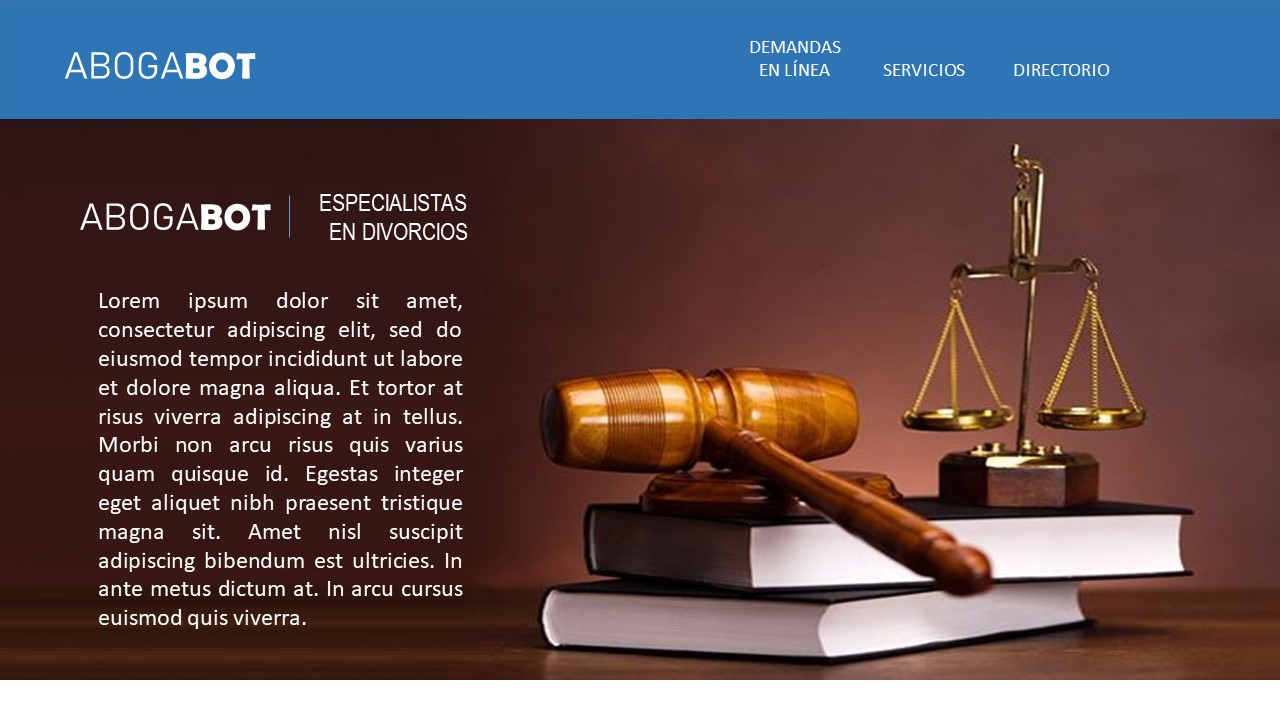 ABOGABOT
DEMANDAS
EN LÍNEA
SERVICIOS
DIRECTORIO
ABOGABOT
ESPECIALISTAS
EN DIVORCIOS
Lorem ipsum dolor sit amet,
consectetur adipiscing elit, sed do
eiusmod tempor incididunt ut labore
et dolore magna aliqua. Et tortor at
risus viverra adipiscing at in tellus.
Morbi non arcu risus quis varius
quam quisque id. Egestas integer
eget aliquet nibh praesent tristique
magna sit. Amet nisl suscipit
adipiscing bibendum est ultricies. In
ante metus dictum at. In arcu cursus
euismod quis viverra.